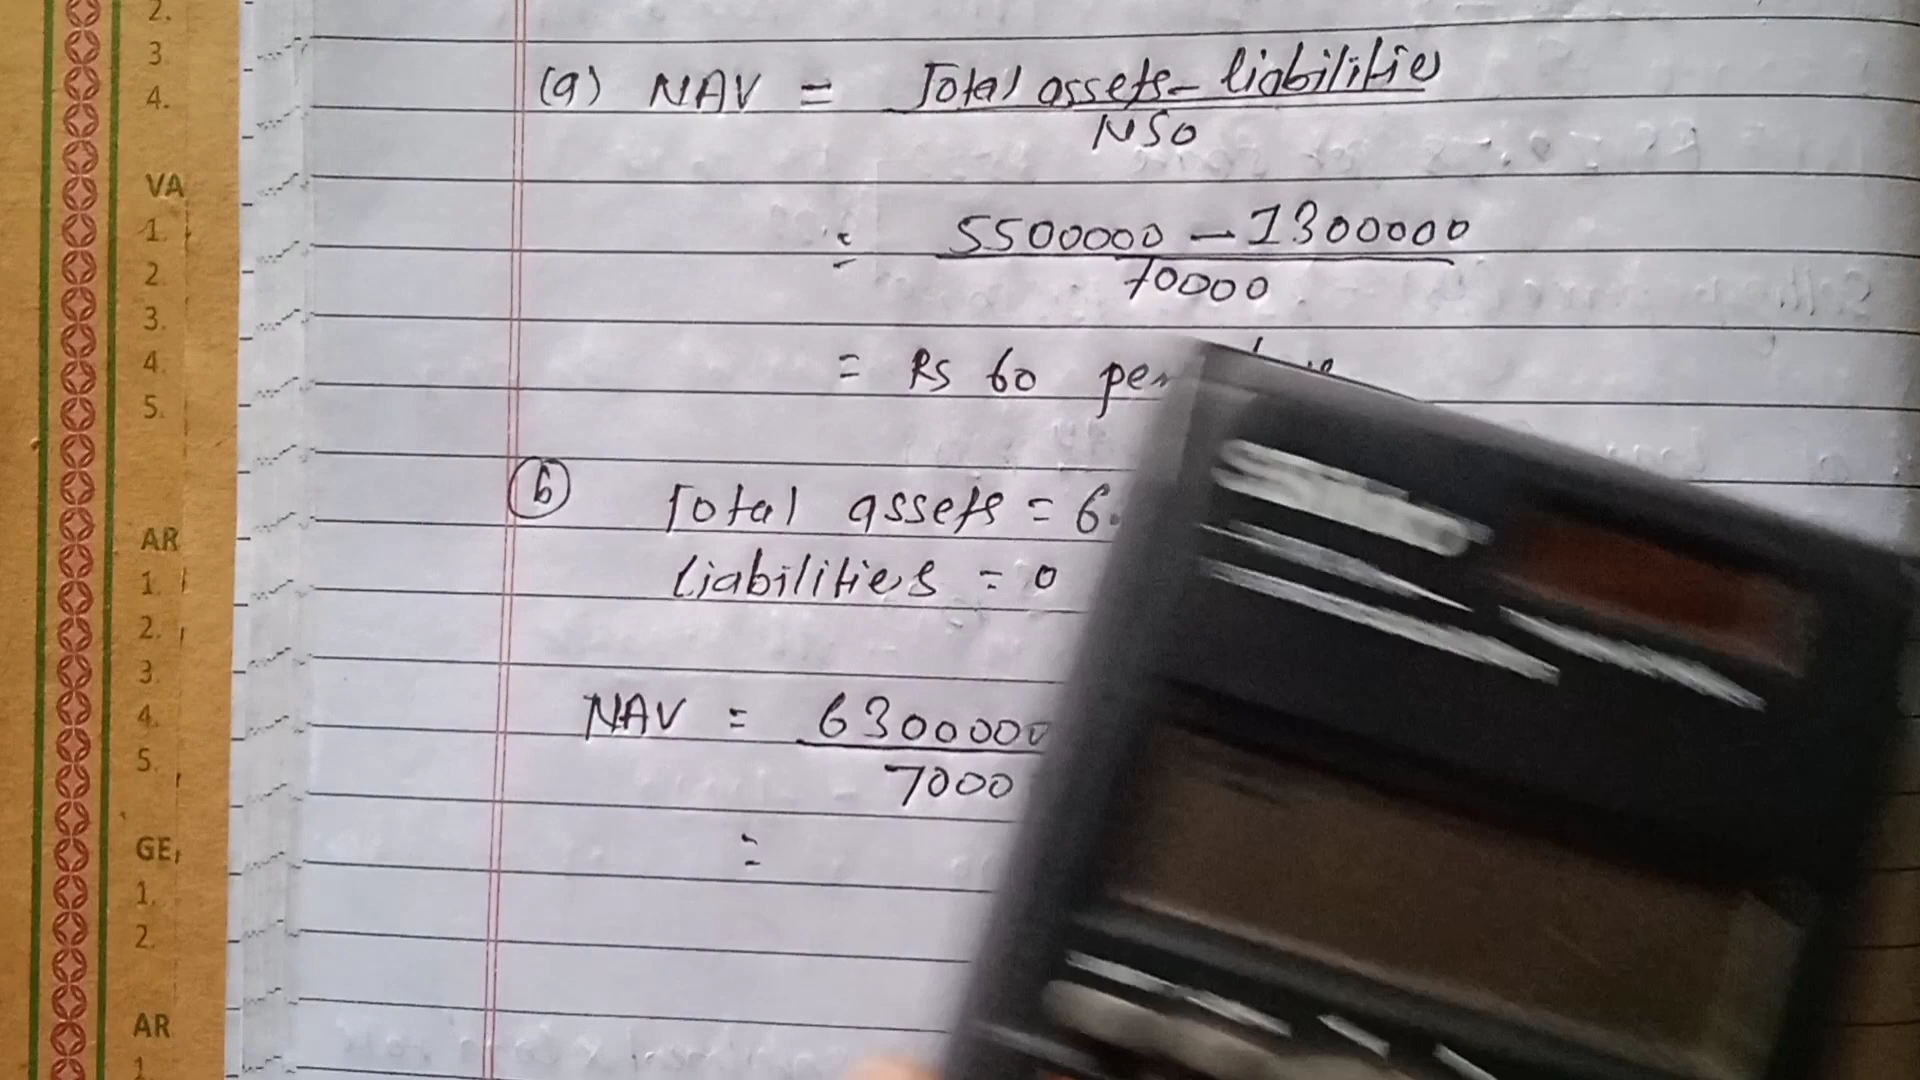 2.
3.
4.
VA
1.
2
3.
4.
5.
AR
1.
2.
3.
4.
5.
GE
1.
2.
AR
1
(a) NAV = Total assets - liabilities
NSO
= 5500000 - 1300000
70000
= Rs 60 per
(b) Total assets = 6.
Liabilities = 0
NAV = 6300000
7000
=